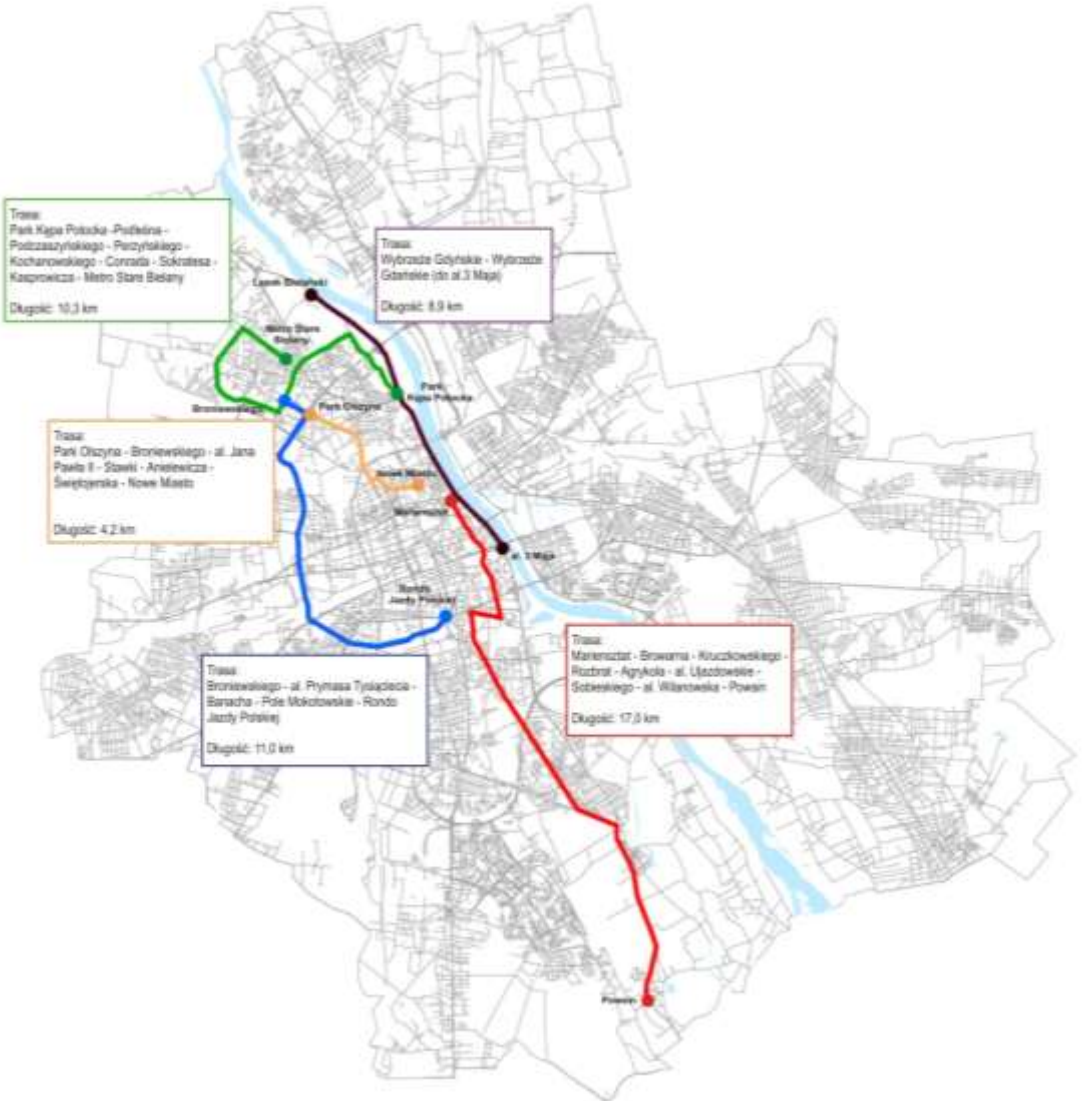 Trasa:
Park Kępa Potocka -Podleśna -
Podczaszyńskiego - Perzyńskiego -
Kochanowskiego - Conrada - Sokratesa -
Kasprowicza - Metro Stare Bielany
Długość: 10,3 km
Trasa:
Wybrzeże Gdyńskie - Wybrzeże
Gdańskie (do al.3 Maja)
Długość: 8,9 km
Lasek Bielański
Metro Stare
Bielany
Park
Kępa Potocka
Broniewskiego
Park Olszyna
Trasa:
Park Olszyna - Broniewskiego - al. Jana
Pawła II - Stawki - Anielewicza -
Świętojerska - Nowe Miasto
Długość: 4,2 km
Nowe Miasto
Mariensztat
al. 3 Maja
Rondo
Jazdy Polskiej
Trasa:
Broniewskiego - al. Prymasa Tysiąclecia -
Banacha - Pole Mokotowskie - Rondo
Jazdy Polskiej
Długość: 11,0 km
Trasa:
Mariensztat - Browarna - Kruczkowskiego -
Rozbrat - Agrykola - al. Ujazdowskie -
Sobieskiego - al. Wilanowska - Powsin
Długość: 17,0 km
Powsin